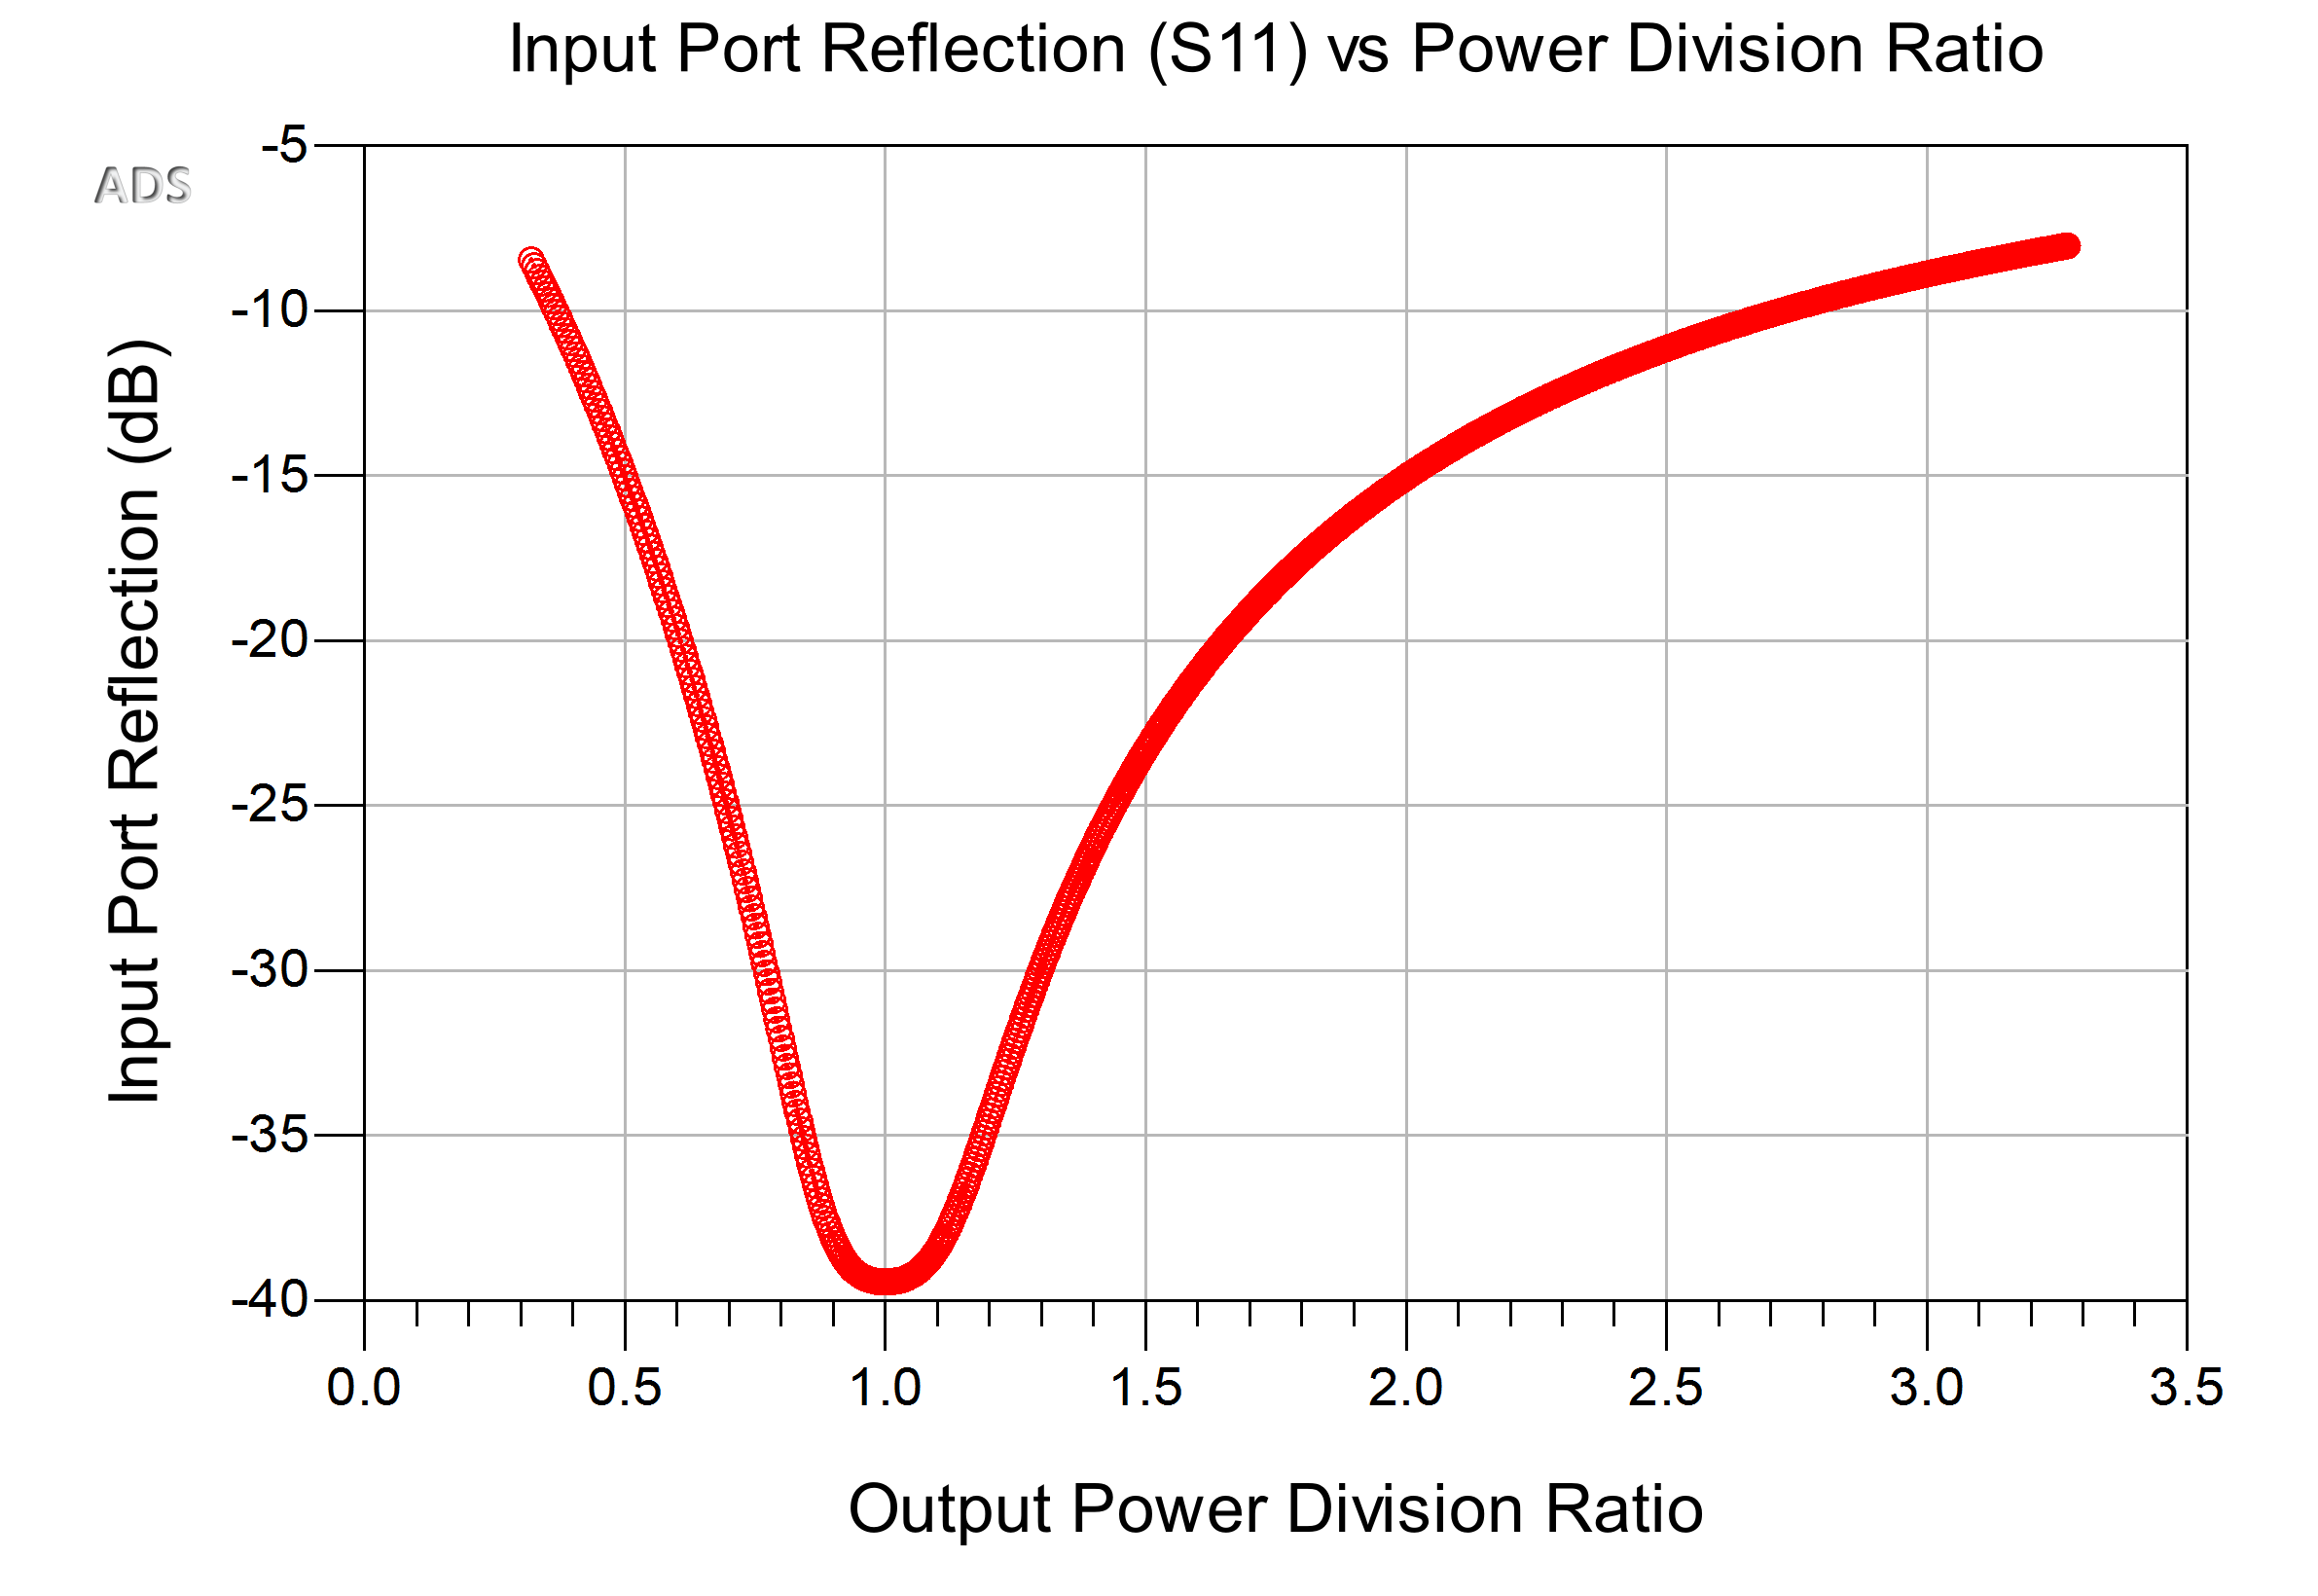 Input Port Reflection (S11) vs Power Division Ratio
ADS
Input Port Reflection (dB)
-5
-10
-15
-20
-25
-30
-35
-40
0.0 0.5 1.0 1.5 2.0 2.5 3.0 3.5
Output Power Division Ratio